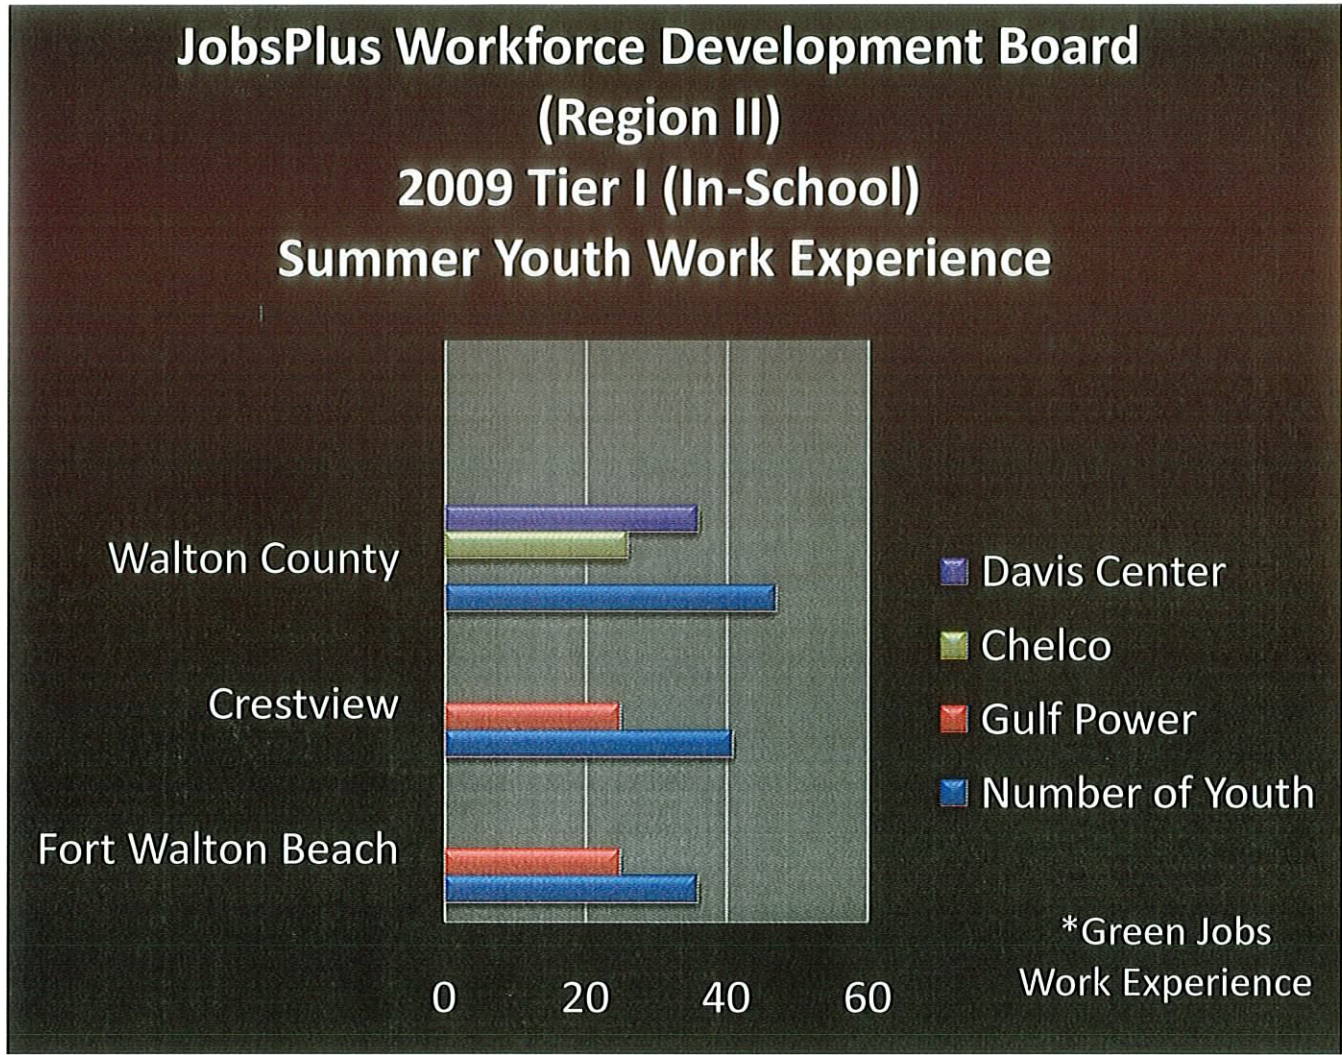 JobsPlus Workforce Development Board
(Region II)
2009 Tier I (In-School)
Summer Youth Work Experience
Walton County
Crestview
Fort Walton Beach
0 20 40 60
Davis Center
Chelco
Gulf Power
Number of Youth
*Green Jobs
Work Experience